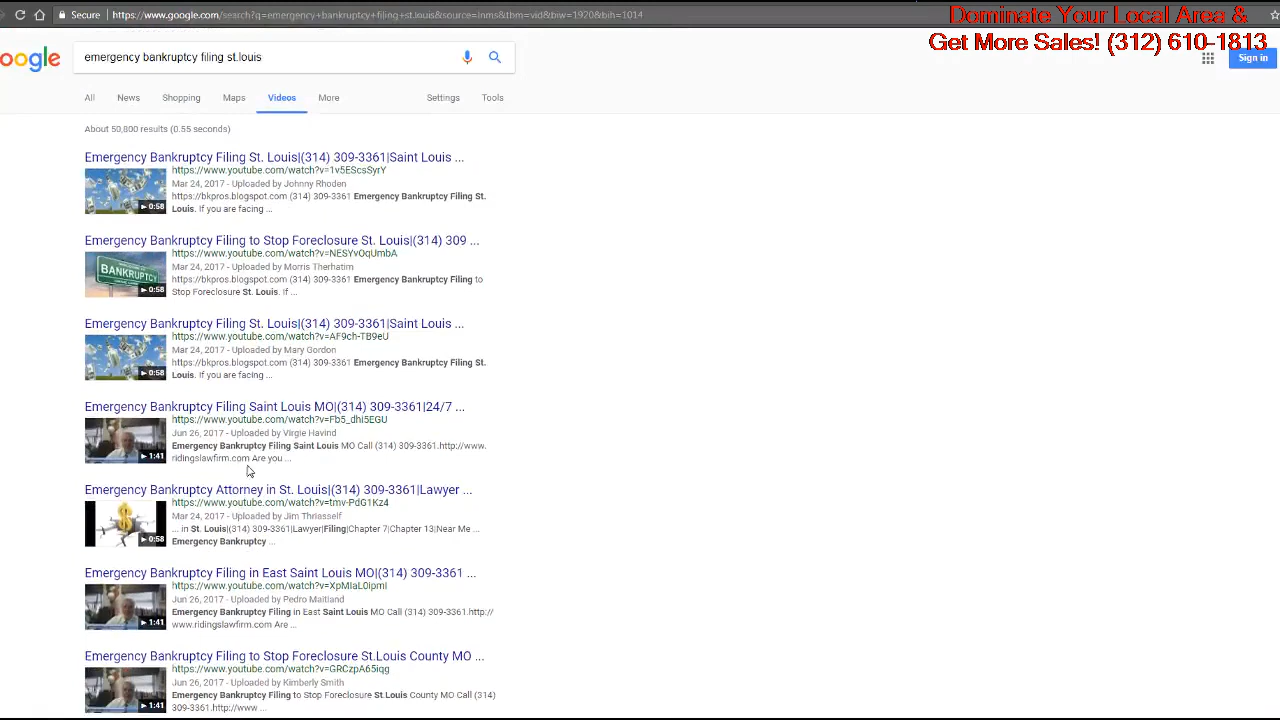 Secure https://www.google.com/search?q=emergency+bankruptcy+filing+st.louis&source=lnms&tbm=vid&biw=1920&bih=1014
Dominate Your Local Area &
Get More Sales! (312) 610-1813
oogle
emergency bankruptcy filing st.louis
Sign in
All News Shopping Maps Videos More Settings Tools
About 50,800 results (0.55 seconds)
Emergency Bankruptcy Filing St. Louis|(314) 309-3361|Saint Louis ...
https://www.youtube.com/watch?v=1v5EScsSyrY
Mar 24, 2017 - Uploaded by Johnny Rhoden
https://bkpros.blogspot.com (314) 309-3361 Emergency Bankruptcy Filing St.
Louis. If you are facing ...
0:58
Emergency Bankruptcy Filing to Stop Foreclosure St. Louis|(314) 309 ...
https://www.youtube.com/watch?v=NESYvOqUmbA
Mar 24, 2017 - Uploaded by Morris Therhatim
BANKRUPTCY
https://bkpros.blogspot.com (314) 309-3361 Emergency Bankruptcy Filing to
Stop Foreclosure St. Louis. If ...
0:58
Emergency Bankruptcy Filing St. Louis|(314) 309-3361|Saint Louis ...
https://www.youtube.com/watch?v=AF9ch-TB9eU
Mar 24, 2017 - Uploaded by Mary Gordon
https://bkpros.blogspot.com (314) 309-3361 Emergency Bankruptcy Filing St.
Louis. If you are facing ...
0:58
Emergency Bankruptcy Filing Saint Louis MO|(314) 309-3361|24/7 ...
https://www.youtube.com/watch?v=Fb5_dhi5EGU
Jun 26, 2017 - Uploaded by Virgie Havind
Emergency Bankruptcy Filing Saint Louis MO Call (314) 309-3361.http://www.
ridingslawfirm.com Are you ...
1:41
Emergency Bankruptcy Attorney in St. Louis|(314) 309-3361|Lawyer ...
https://www.youtube.com/watch?v=tmv-PdG1Kz4
Mar 24, 2017 - Uploaded by Jim Thriasself
... in St. Louis|(314) 309-3361|Lawyer|Filing|Chapter 7|Chapter 13|Near Me ...
Emergency Bankruptcy ...
0:58
Emergency Bankruptcy Filing in East Saint Louis MO|(314) 309-3361 ...
https://www.youtube.com/watch?v=XpMIaL0ipmI
Jun 26, 2017 - Uploaded by Pedro Maitland
Emergency Bankruptcy Filing in East Saint Louis MO Call (314) 309-3361.http://
www.ridingslawfirm.com Are ...
1:41
Emergency Bankruptcy Filing to Stop Foreclosure St.Louis County MO ...
https://www.youtube.com/watch?v=GRCzpA65iqg
Jun 26, 2017 - Uploaded by Kimberly Smith
Emergency Bankruptcy Filing to Stop Foreclosure St.Louis County MO Call (314)
309-3361.http://www ...
1:41